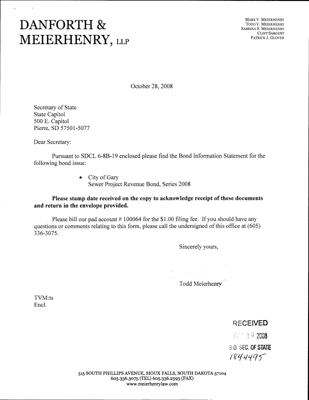 DANFORTH &
MEIERHENRY, LLP
MARK V. MEIERHENRY
TODD V. MEIERHENRY
SABRINA R. MEIERHENRY
CLINT SARGENT
PATRICK J. GLOVER
October 28, 2008
Secretary of State
State Capitol
500 E. Capitol
Pierre, SD 57501-5077
Dear Secretary:
Pursuant to SDCL 6-8B-19 enclosed please find the Bond Information Statement for the
following bond issue:
• City of Gary
Sewer Project Revenue Bond, Series 2008
Please stamp date received on the copy to acknowledge receipt of these documents
and return in the envelope provided.
Please bill our pad account # 100064 for the $1.00 filing fee. If you should have any
questions or comments relating to this form, please call the undersigned of this office at (605)
336-3075.
Sincerely yours,
Todd Meierhenry
TVM:ts
Encl.
RECEIVED
2008
S.D. SEC. OF STATE
1844495
515 SOUTH PHILLIPS AVENUE, SIOUX FALLS, SOUTH DAKOTA 57104
605.336.3075 (TEL) 605.336.2593 (FAX)
www.meierhenrylaw.com